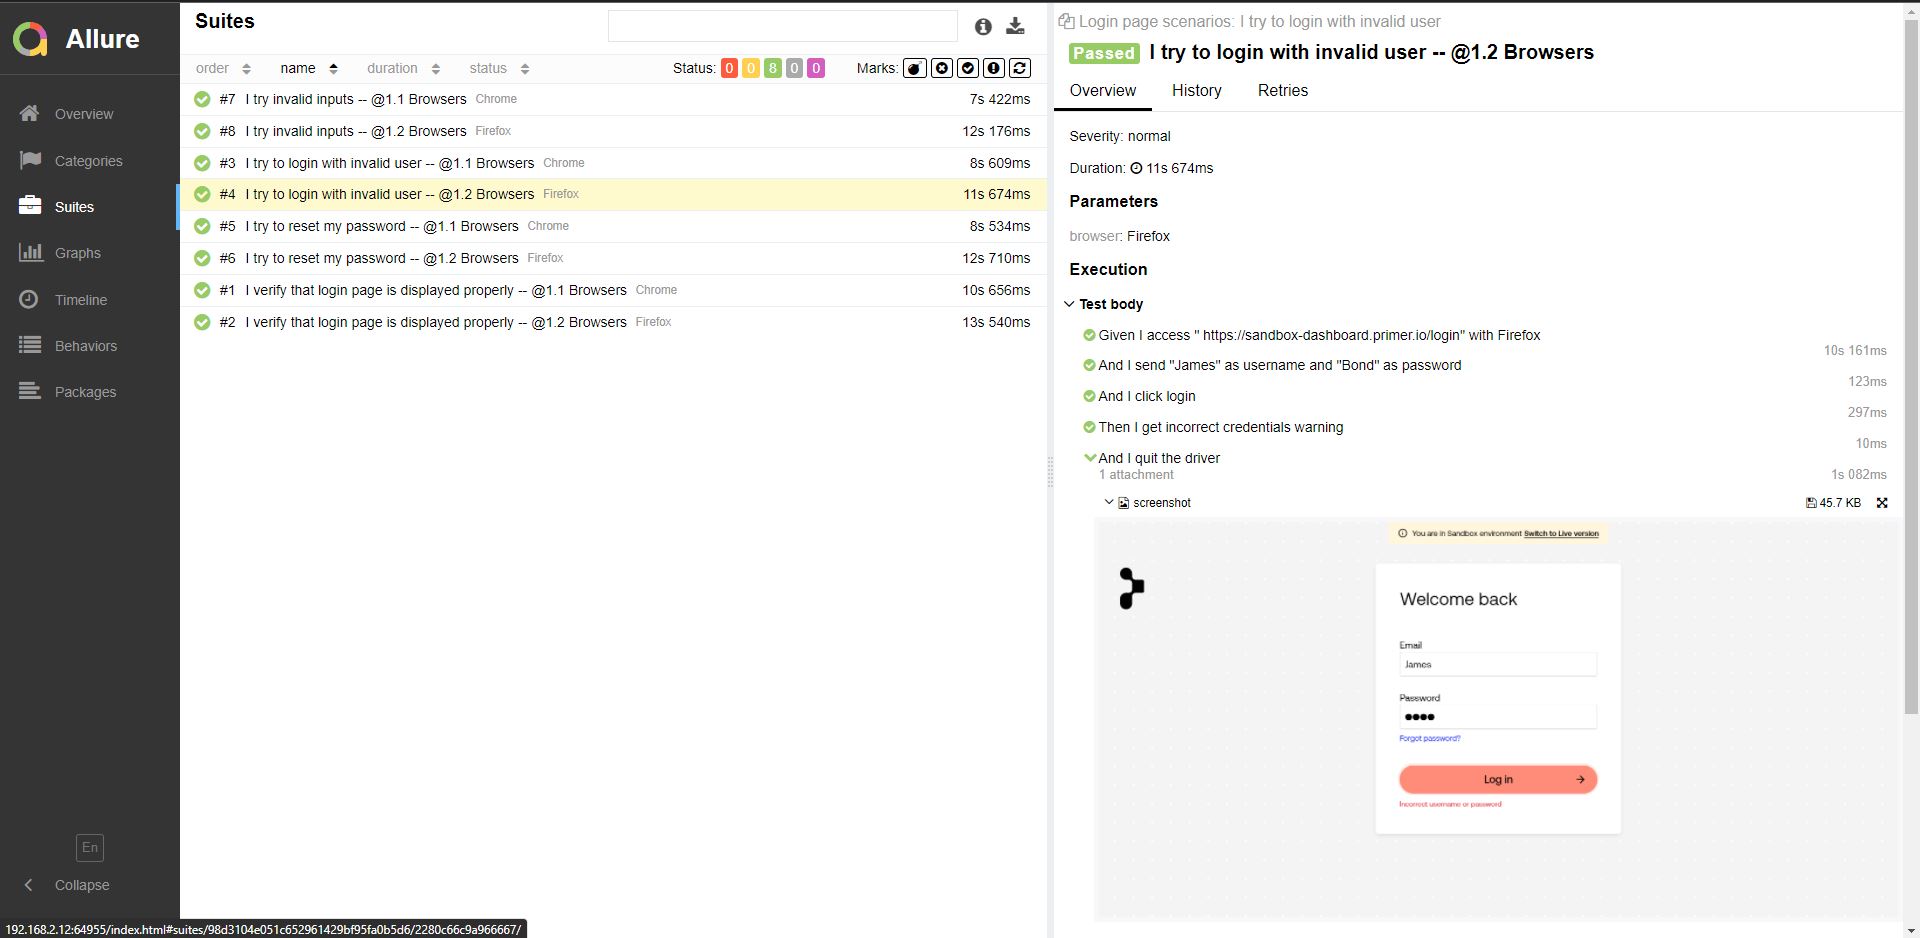 Allure
Overview
Categories
Suites
Graphs
Timeline
Behaviors
Packages
En
Collapse
Suites
order name duration status Status: 0 0 8 0 0 Marks:
#7 I try invalid inputs -- @1.1 Browsers Chrome 7s 422ms
#8 I try invalid inputs -- @1.2 Browsers Firefox 12s 176ms
#3 I try to login with invalid user -- @1.1 Browsers Chrome 8s 609ms
#4 I try to login with invalid user -- @1.2 Browsers Firefox 11s 674ms
#5 I try to reset my password -- @1.1 Browsers Chrome 8s 534ms
#6 I try to reset my password -- @1.2 Browsers Firefox 12s 710ms
#1 I verify that login page is displayed properly -- @1.1 Browsers Chrome 10s 656ms
#2 I verify that login page is displayed properly -- @1.2 Browsers Firefox 13s 540ms
Login page scenarios: I try to login with invalid user
Passed I try to login with invalid user -- @1.2 Browsers
Overview History Retries
Severity: normal
Duration: 11s 674ms
Parameters
browser: Firefox
Execution
Test body
Given I access " https://sandbox-dashboard.primer.io/login" with Firefox
10s 161ms
And I send "James" as username and "Bond" as password
123ms
And I click login
297ms
Then I get incorrect credentials warning
10ms
And I quit the driver
1 attachment 1s 082ms
screenshot 45.7 KB
You are in Sandbox environment Switch to Live version
Welcome back
Email
James
Password
Forgot password?
Log in
Incorrect username or password
192.168.2.12:64955/index.html#suites/98d3104e051c652961429bf95fa0b5d6/2280c66c9a966667/